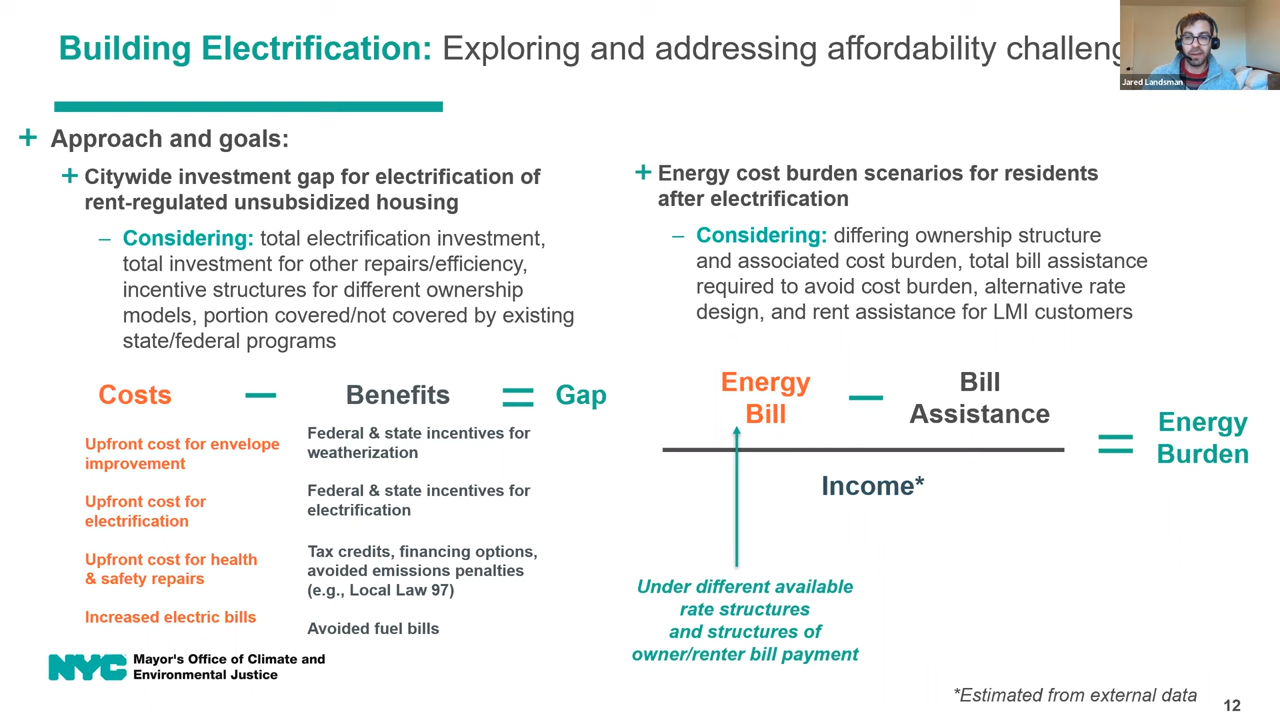 Building Electrification: Exploring and addressing affordability
Jared Landsman
+ Approach and goals:
+ Citywide investment gap for electrification of
rent-regulated unsubsidized housing
– Considering: total electrification investment,
total investment for other repairs/efficiency,
incentive structures for different ownership
models, portion covered/not covered by existing
state/federal programs
Costs – Benefits = Gap
Upfront cost for envelope
improvement
Upfront cost for
electrification
Upfront cost for health
& safety repairs
Increased electric bills
Federal & state incentives for
weatherization
Federal & state incentives for
electrification
Tax credits, financing options,
avoided emissions penalties
(e.g., Local Law 97)
Avoided fuel bills
+ Energy cost burden scenarios for residents
after electrification
– Considering: differing ownership structure
and associated cost burden, total bill assistance
required to avoid cost burden, alternative rate
design, and rent assistance for LMI customers
Energy
Bill
–
Bill
Assistance
Income*
=
Energy
Burden
Under different available
rate structures
and structures of
owner/renter bill payment
NYC
Mayor's Office of Climate and
Environmental Justice
*Estimated from external data
12